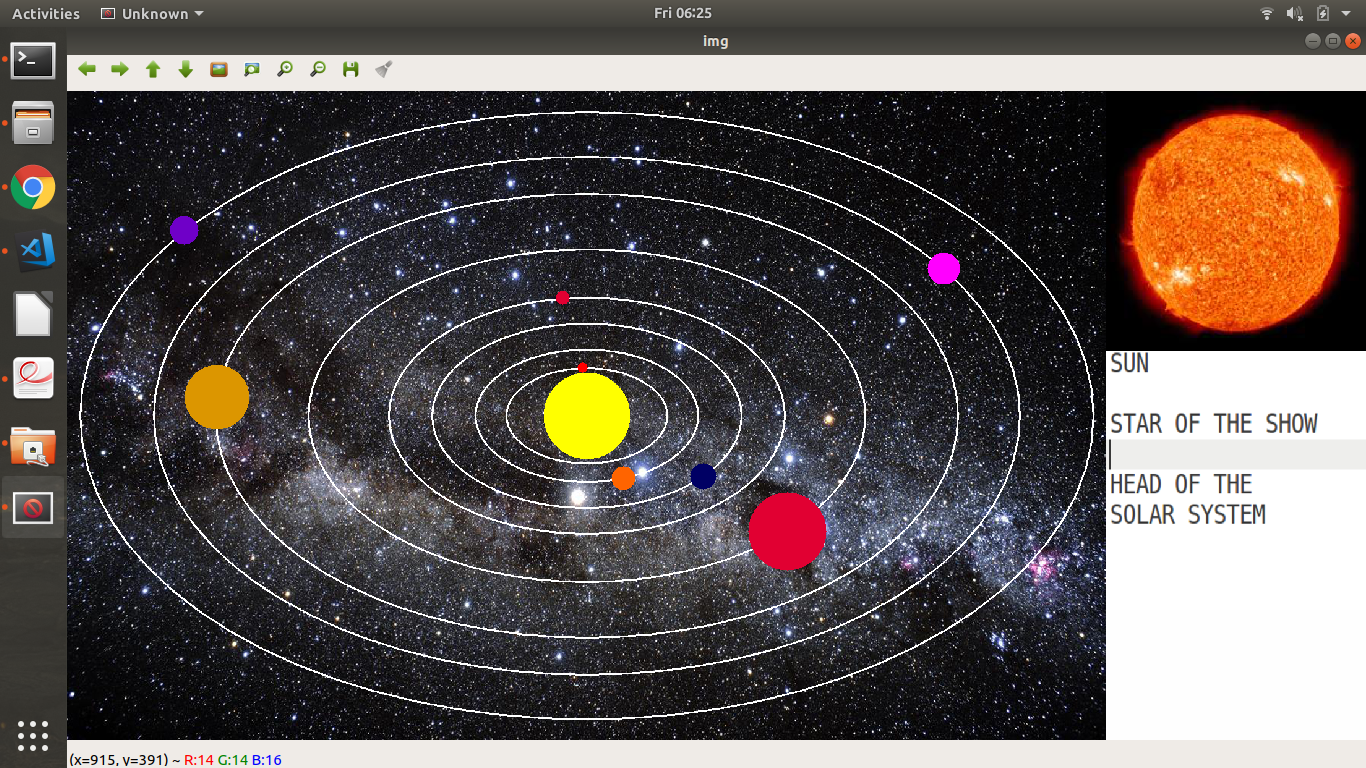 Activities
Unknown
Fri 06:25
img
SUN
STAR OF THE SHOW
HEAD OF THE
SOLAR SYSTEM
(x=915, y=391) ~ R:14 G:14 B:16